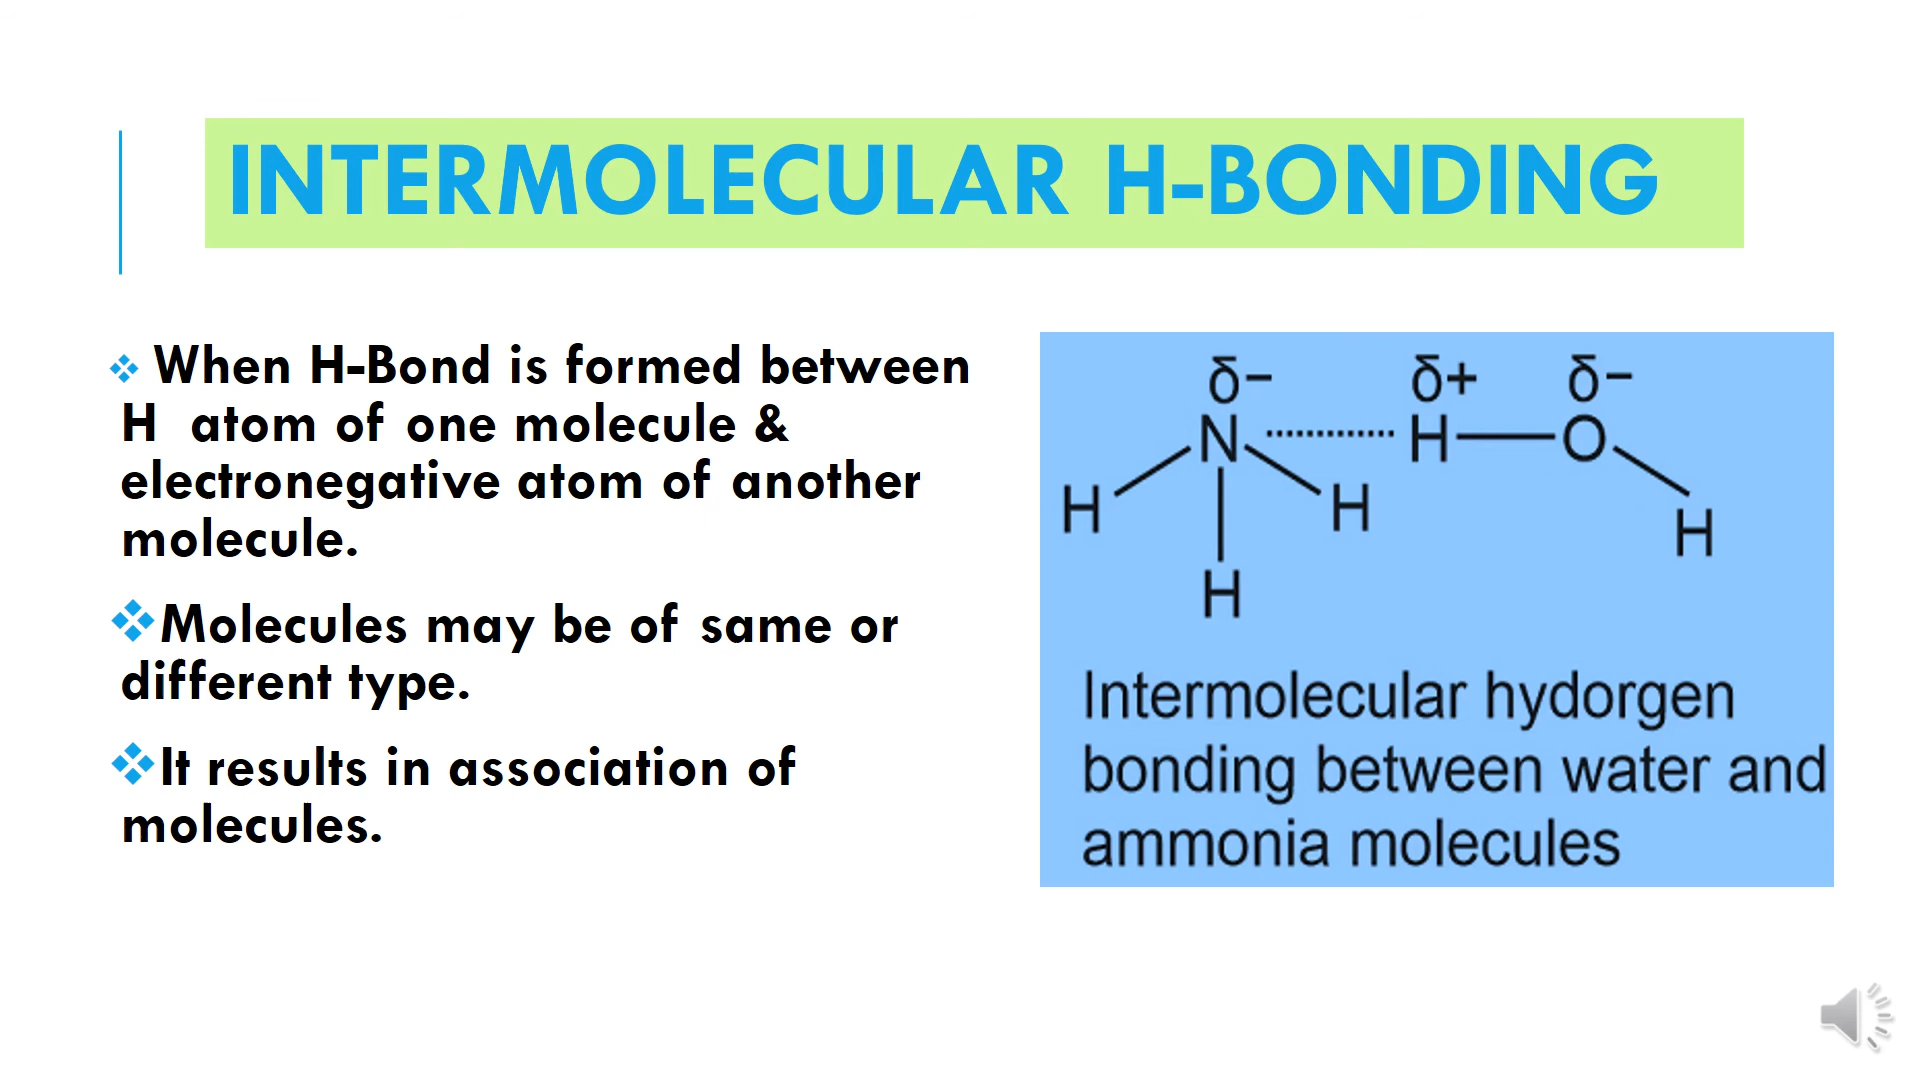 INTERMOLECULAR H-BONDING
When H-Bond is formed between
H atom of one molecule &
electronegative atom of another
molecule.
Molecules may be of same or
different type.
It results in association of
molecules.
δ− δ+ δ−
N H O
H H H
H
Intermolecular hydorgen
bonding between water and
ammonia molecules